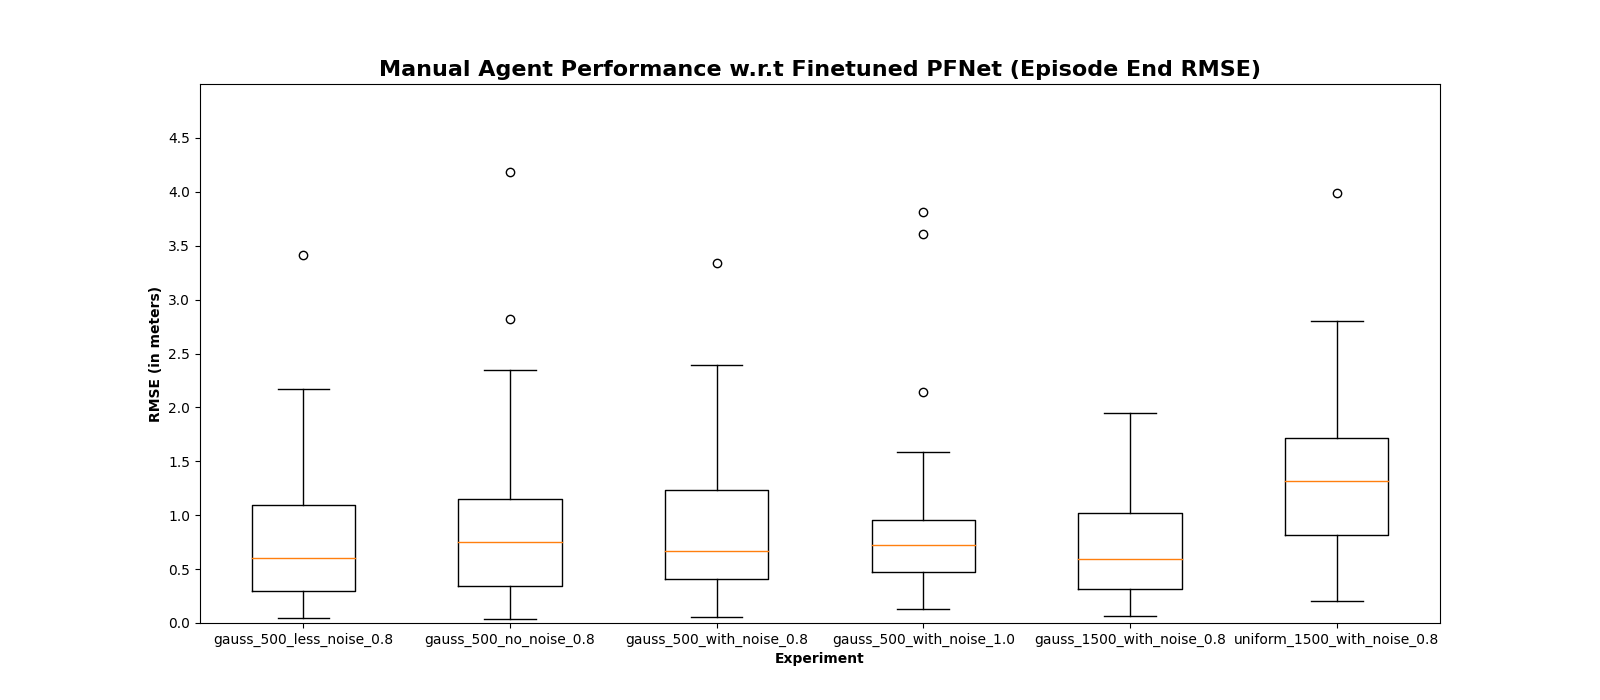 Manual Agent Performance w.r.t Finetuned PFNet (Episode End RMSE)
4.5
4.0
3.5
3.0
2.5
2.0
1.5
1.0
0.5
0.0
RMSE (in meters)
gauss_500_less_noise_0.8 gauss_500_no_noise_0.8 gauss_500_with_noise_0.8 gauss_500_with_noise_1.0 gauss_1500_with_noise_0.8 uniform_1500_with_noise_0.8
Experiment